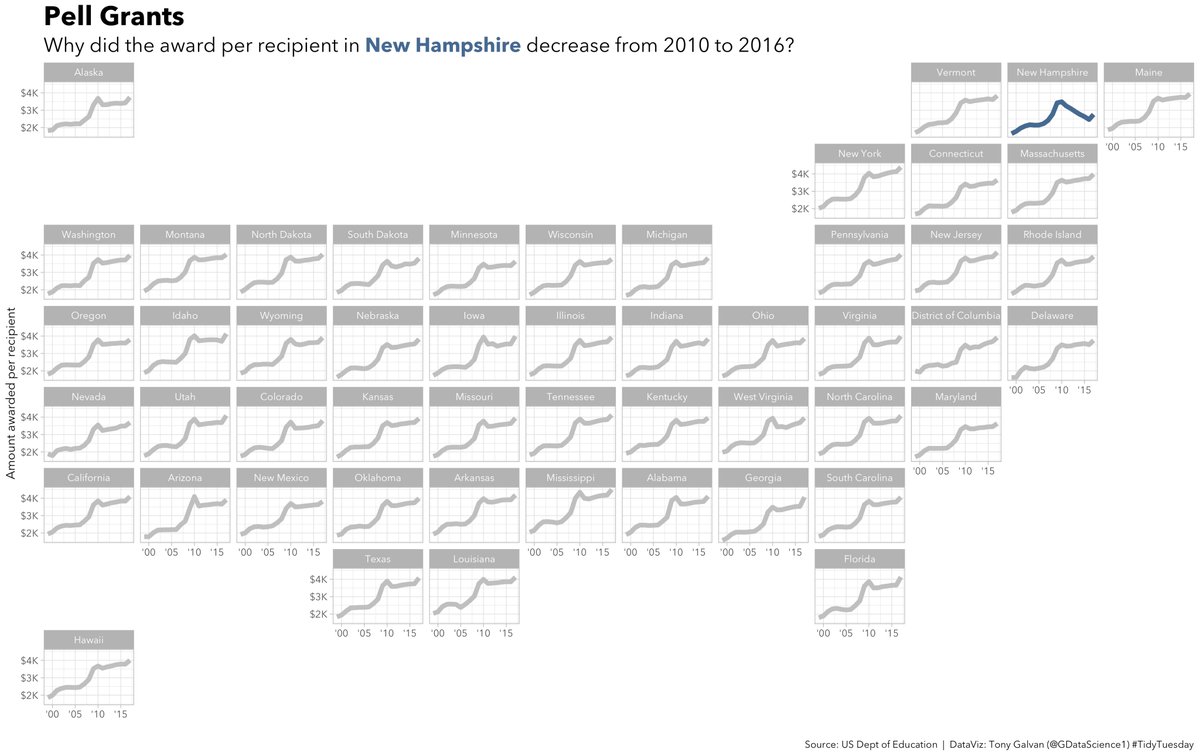 Pell Grants
Why did the award per recipient in New Hampshire decrease from 2010 to 2016?
Alaska
Vermont New Hampshire Maine
$4K
$3K
$2K
'00 '05 '10 '15
New York Connecticut Massachusetts
$4K
$3K
$2K
Washington Montana North Dakota South Dakota Minnesota Wisconsin Michigan Pennsylvania New Jersey Rhode Island
$4K
$3K
$2K
Amount awarded per recipient
Oregon Idaho Wyoming Nebraska Iowa Illinois Indiana Ohio Virginia District of Columbia Delaware
$4K
$3K
$2K
'00 '05 '10 '15
Nevada Utah Colorado Kansas Missouri Tennessee Kentucky West Virginia North Carolina Maryland
$4K
$3K
$2K
'00 '05 '10 '15
California Arizona New Mexico Oklahoma Arkansas Mississippi Alabama Georgia South Carolina
$4K
$3K
$2K
'00 '05 '10 '15 '00 '05 '10 '15 '00 '05 '10 '15 '00 '05 '10 '15 '00 '05 '10 '15
Texas Louisiana Florida
$4K
$3K
$2K
'00 '05 '10 '15 '00 '05 '10 '15 '00 '05 '10 '15
Hawaii
$4K
$3K
$2K
'00 '05 '10 '15
Source: US Dept of Education | DataViz: Tony Galvan (@GDataScience1) #TidyTuesday